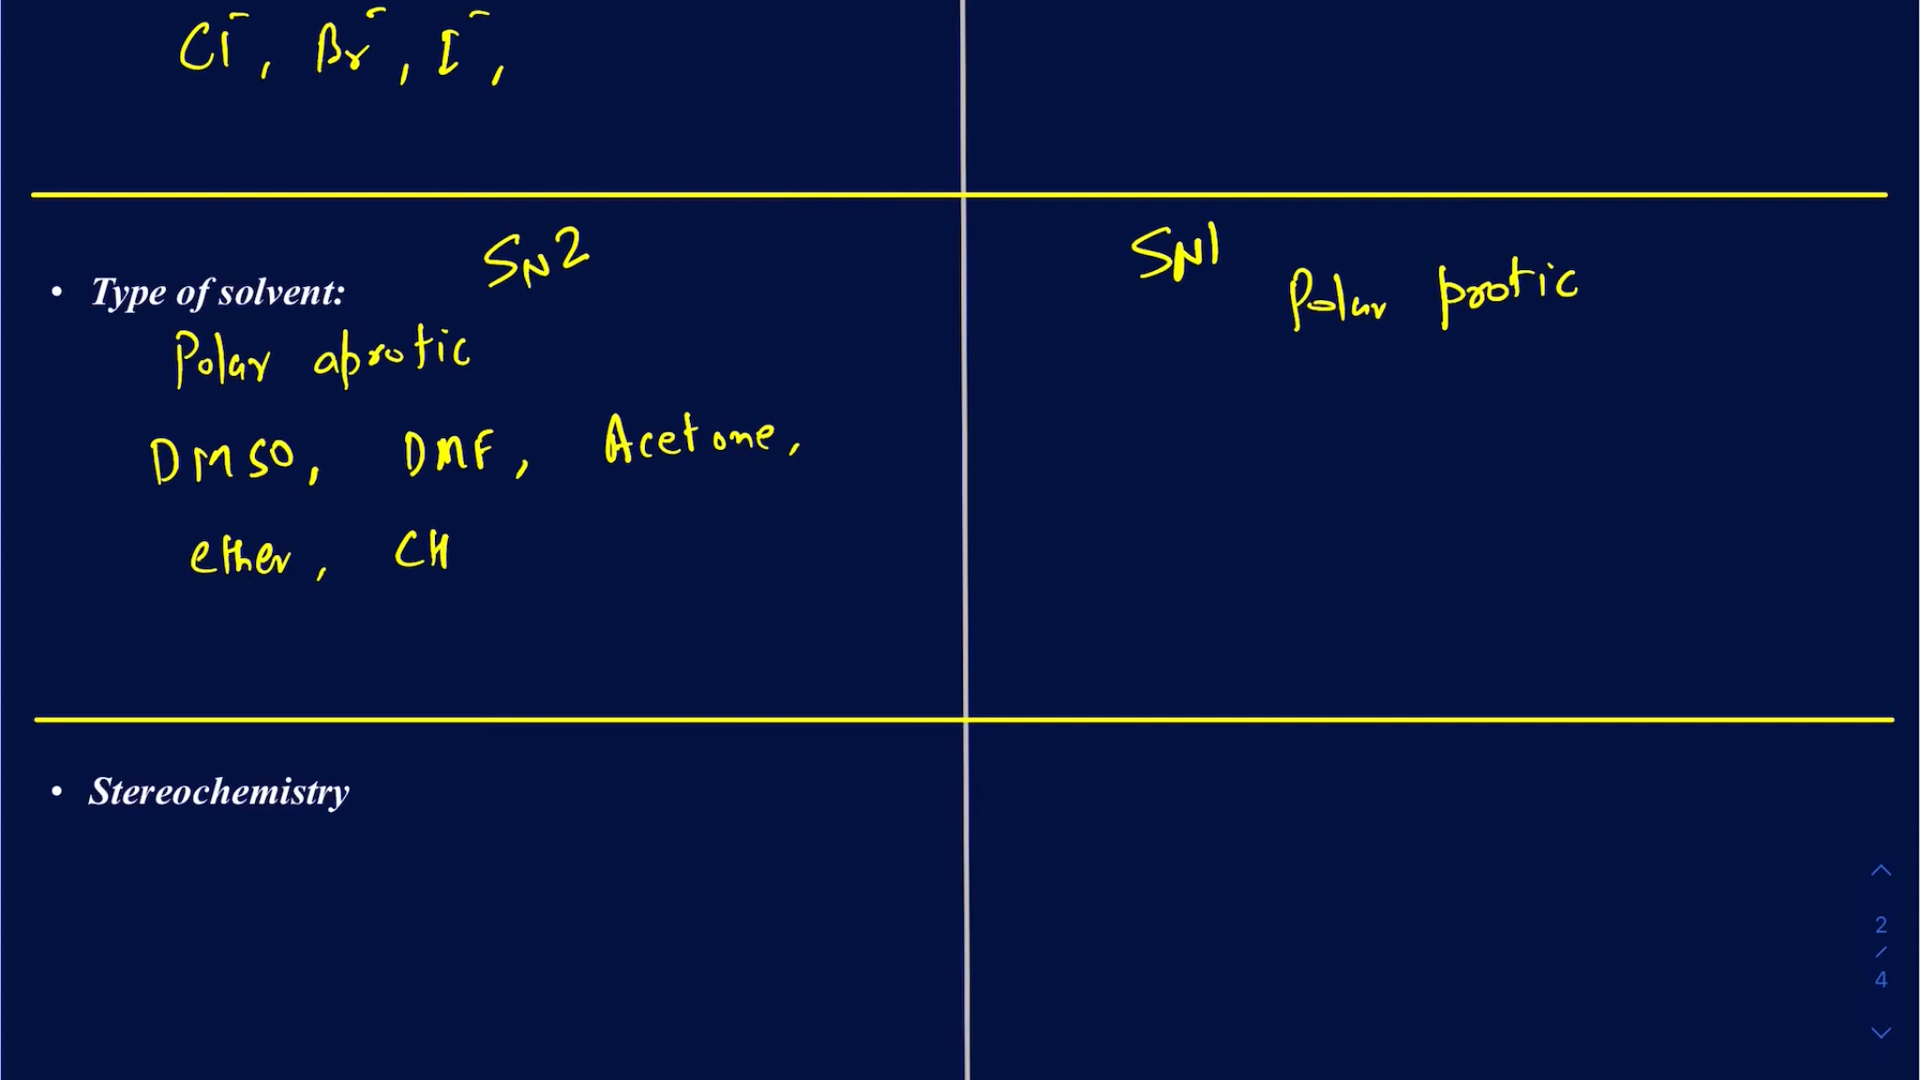 Cl⁻, Br⁻, I⁻,
SN2
• Type of solvent:
Polar aprotic
DMSO, DMF, Acetone,
ether, CH
SN1
Polar protic
• Stereochemistry
2
/
4